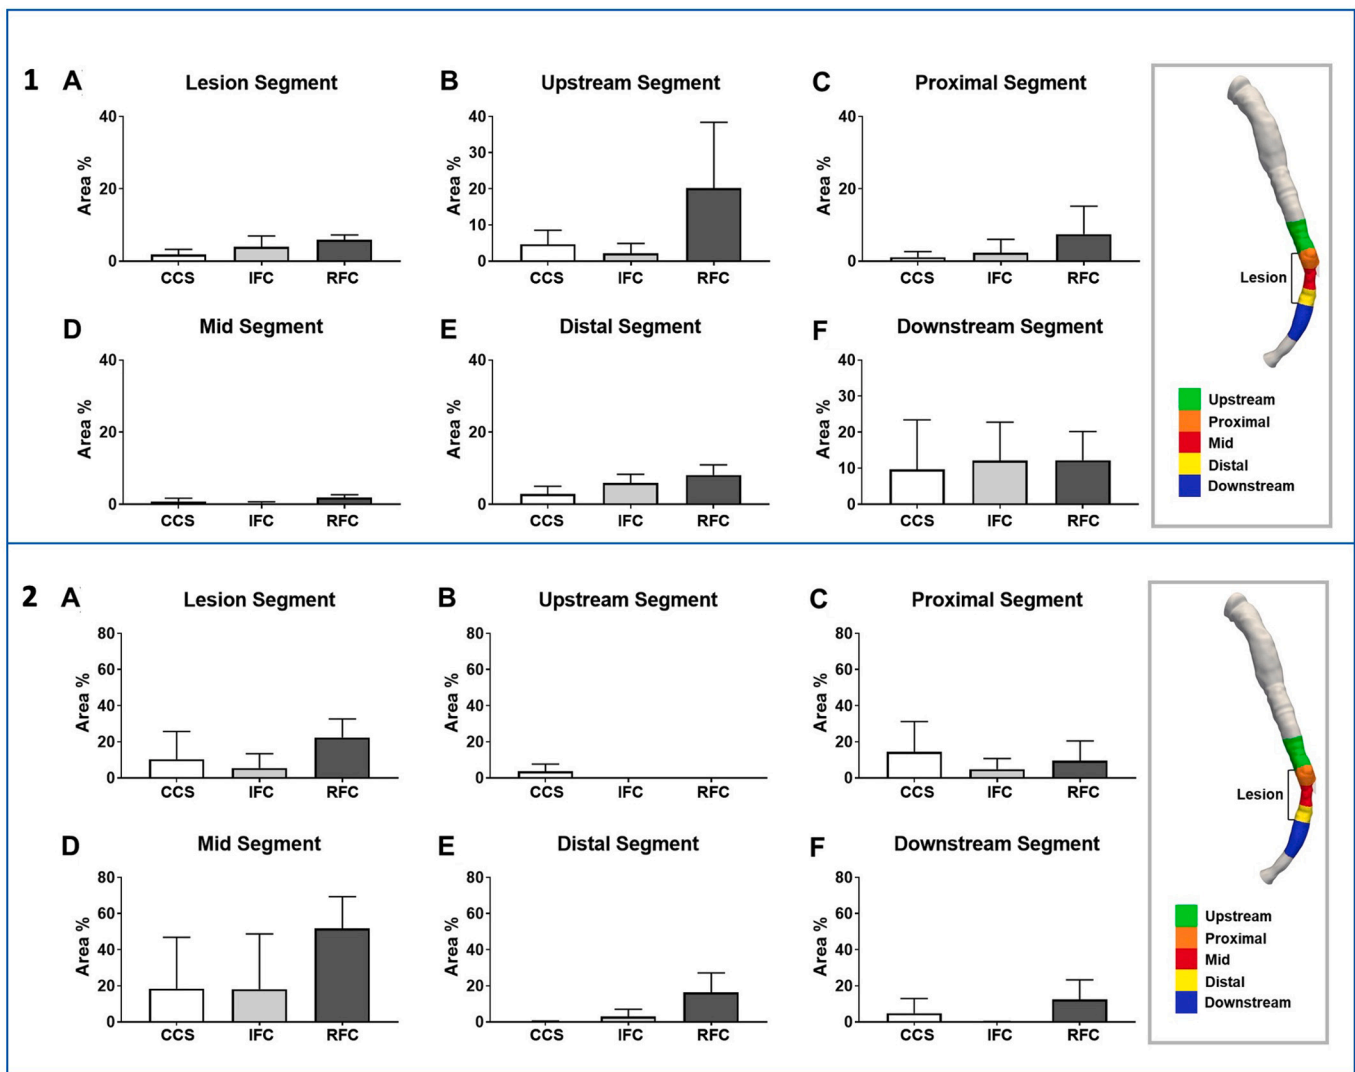 1
A Lesion Segment
Area %
40
20
0
CCS IFC RFC
B Upstream Segment
Area %
40
30
20
10
0
CCS IFC RFC
C Proximal Segment
Area %
40
20
0
CCS IFC RFC
D Mid Segment
Area %
40
20
0
CCS IFC RFC
E Distal Segment
Area %
40
20
0
CCS IFC RFC
F Downstream Segment
Area %
40
30
20
10
0
CCS IFC RFC
Lesion
Upstream
Proximal
Mid
Distal
Downstream
2
A Lesion Segment
Area %
80
60
40
20
0
CCS IFC RFC
B Upstream Segment
Area %
80
60
40
20
0
CCS IFC RFC
C Proximal Segment
Area %
80
60
40
20
0
CCS IFC RFC
D Mid Segment
Area %
80
60
40
20
0
CCS IFC RFC
E Distal Segment
Area %
80
60
40
20
0
CCS IFC RFC
F Downstream Segment
Area %
80
60
40
20
0
CCS IFC RFC
Lesion
Upstream
Proximal
Mid
Distal
Downstream